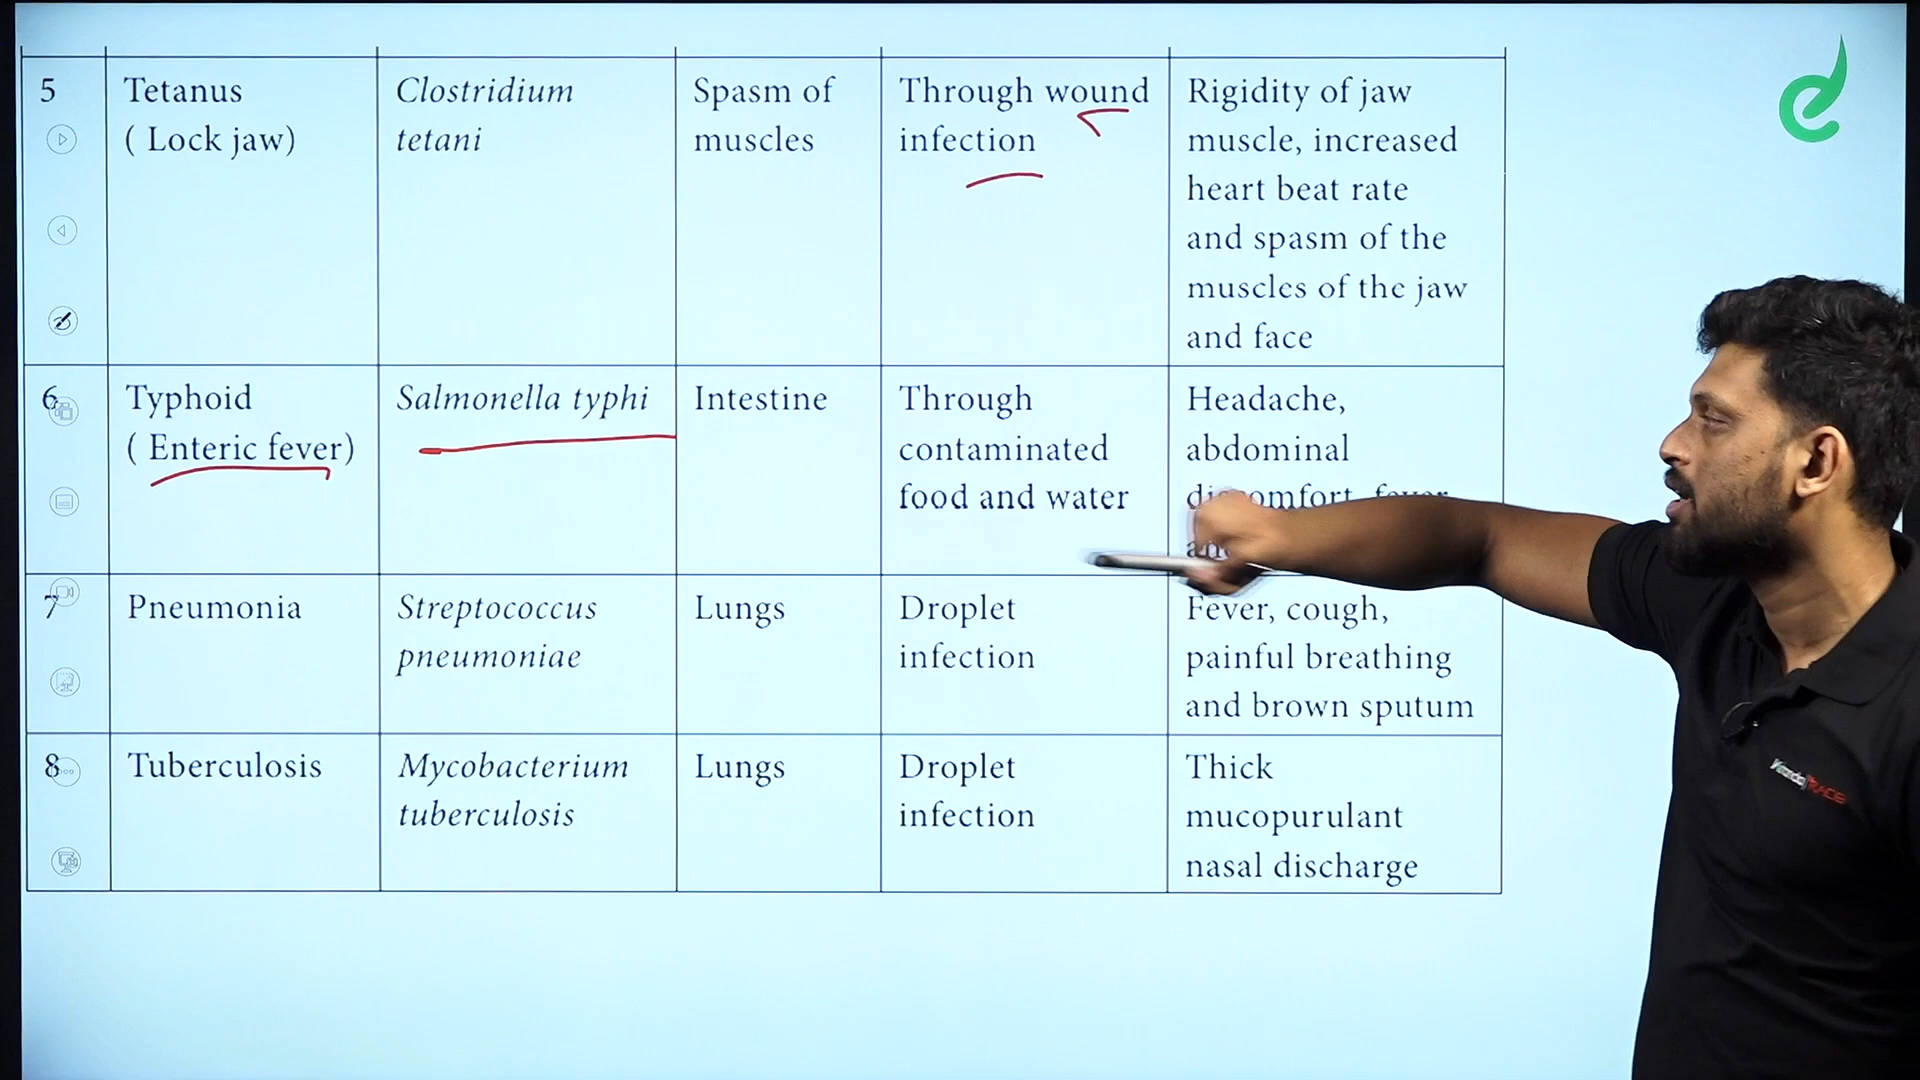 5
Tetanus
( Lock jaw)
Clostridium
tetani
Spasm of
muscles
Through wound
infection
Rigidity of jaw
muscle, increased
heart beat rate
and spasm of the
muscles of the jaw
and face
6
Typhoid
( Enteric fever)
Salmonella typhi
Intestine
Through
contaminated
food and water
Headache,
abdominal
7
Pneumonia
Streptococcus
pneumoniae
Lungs
Droplet
infection
Fever, cough,
painful breathing
and brown sputum
8
Tuberculosis
Mycobacterium
tuberculosis
Lungs
Droplet
infection
Thick
mucopurulant
nasal discharge
Veranda RACE